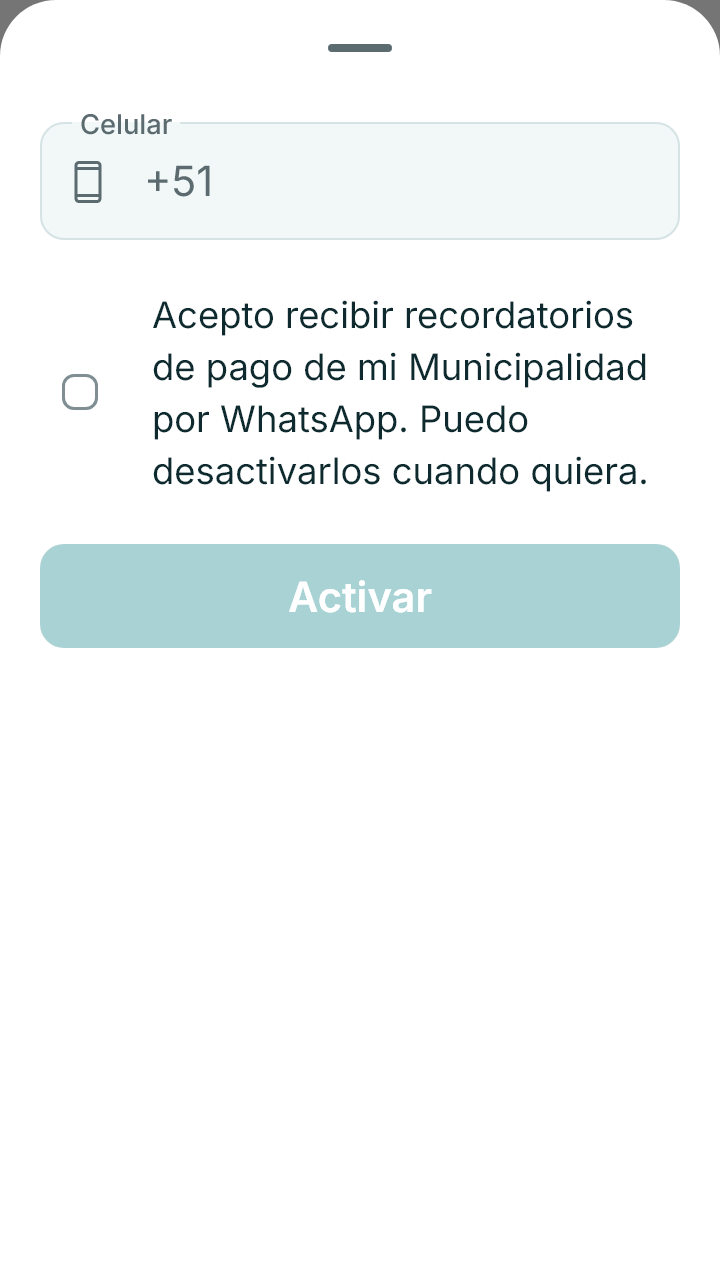 Celular
+51
Acepto recibir recordatorios
de pago de mi Municipalidad
por WhatsApp. Puedo
desactivarlos cuando quiera.
Activar